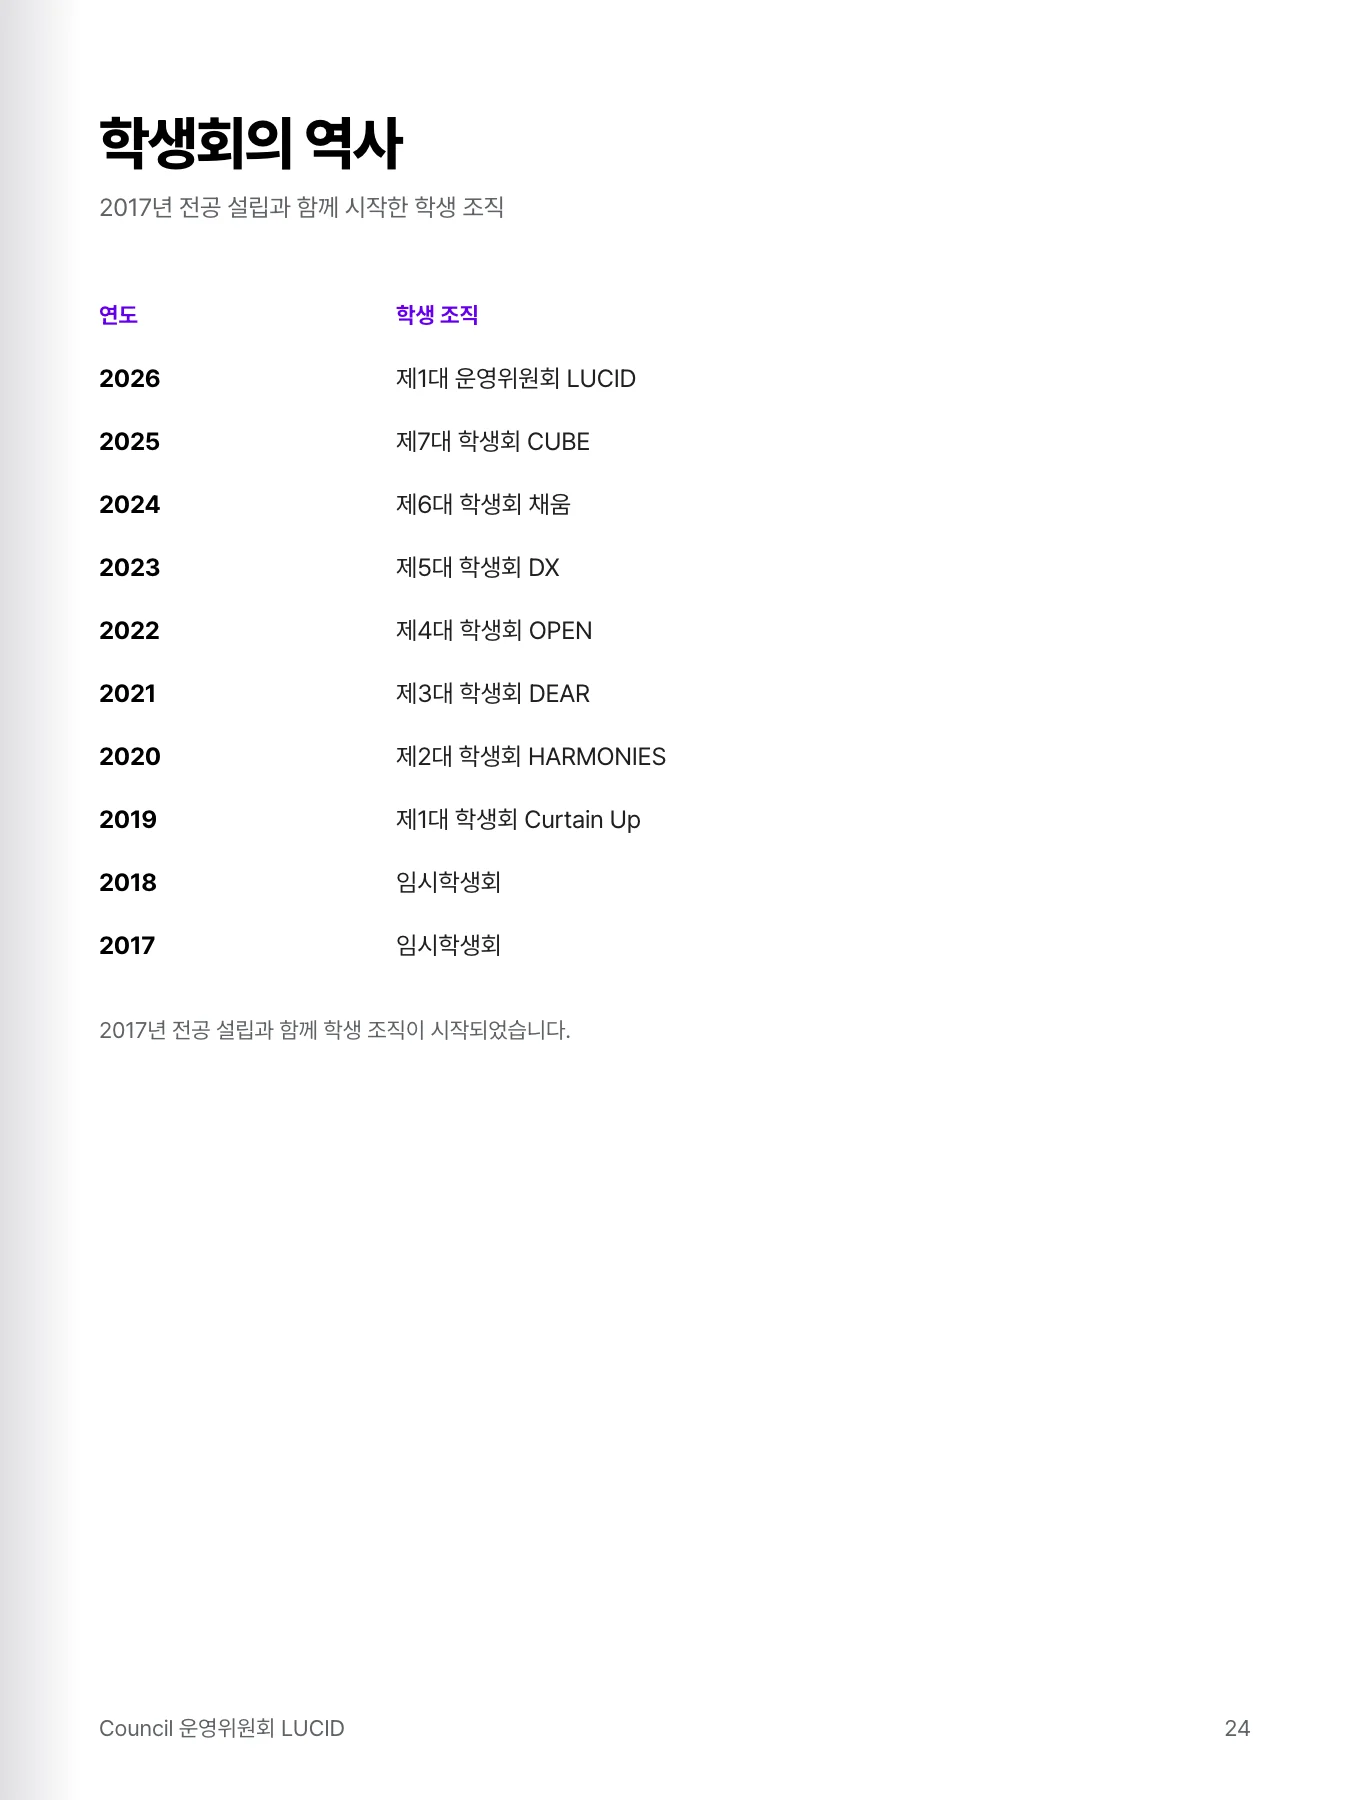 학생회의 역사
2017년 전공 설립과 함께 시작한 학생 조직
연도 학생 조직
2026 제1대 운영위원회 LUCID
2025 제7대 학생회 CUBE
2024 제6대 학생회 채움
2023 제5대 학생회 DX
2022 제4대 학생회 OPEN
2021 제3대 학생회 DEAR
2020 제2대 학생회 HARMONIES
2019 제1대 학생회 Curtain Up
2018 임시학생회
2017 임시학생회
2017년 전공 설립과 함께 학생 조직이 시작되었습니다.
Council 운영위원회 LUCID 24